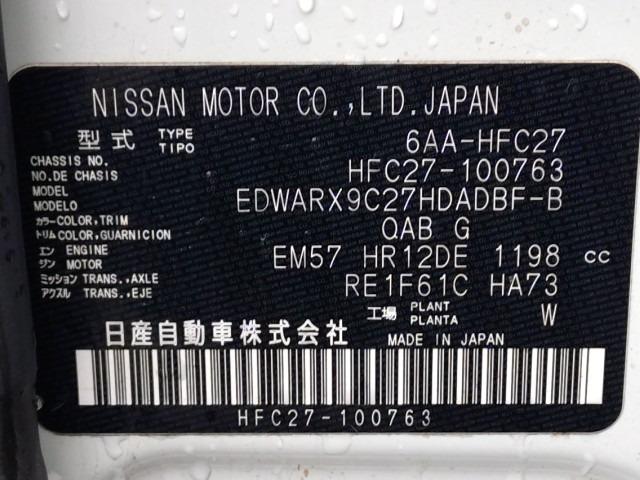 NISSAN MOTOR CO.,LTD.JAPAN
型式 TYPE TIPO 6AA-HFC27
CHASSIS NO. NO.DE CHASIS HFC27-100763
MODEL MODELO EDWARX9C27HDADBF-B
カラー COLOR,TRIM トリム COLOR,GUARNICION QAB G
エンジン ENGINE MOTOR EM57 HR12DE 1198 cc
ミッション TRANS.,AXLE アクスル TRANS.,EJE RE1F61C HA73
工場 PLANT PLANTA W
日産自動車株式会社 MADE IN JAPAN
HFC27-100763